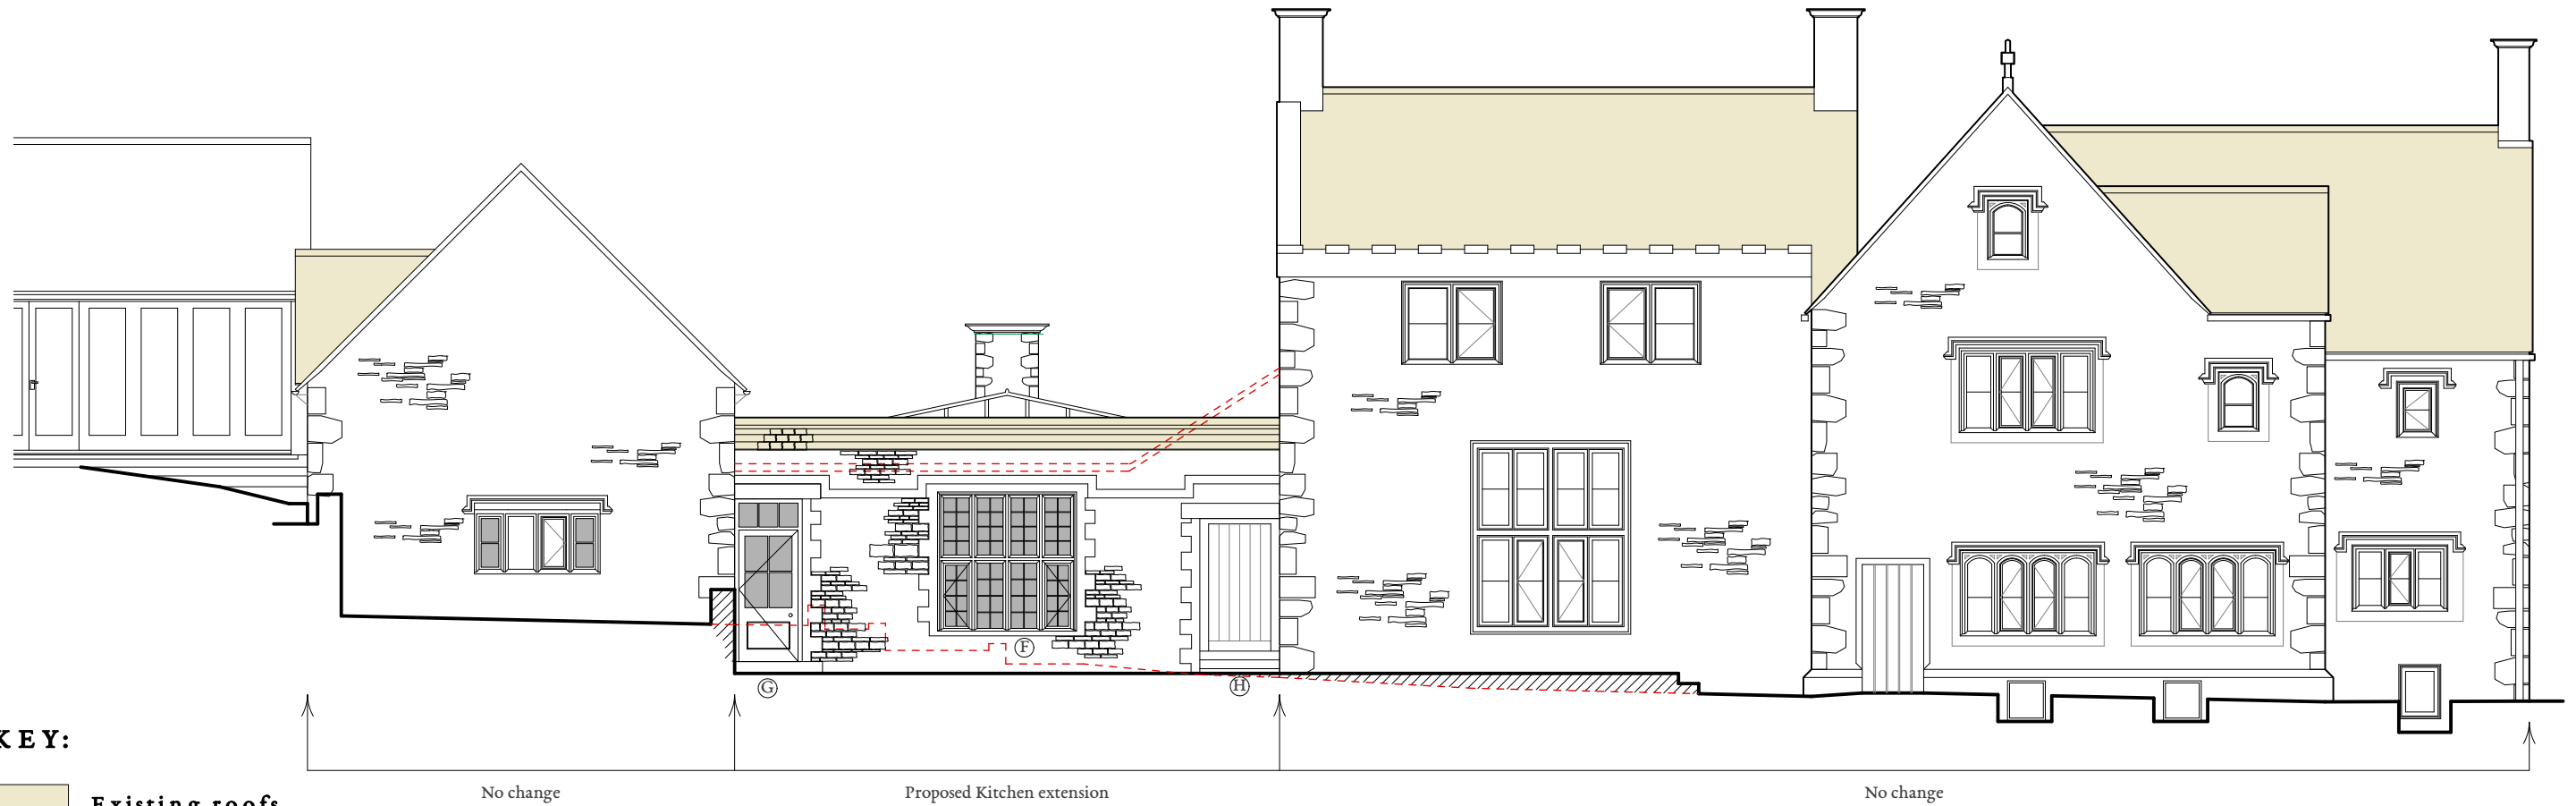 G
F
H
KEY:
Existing roofs
No change
Proposed Kitchen extension
No change